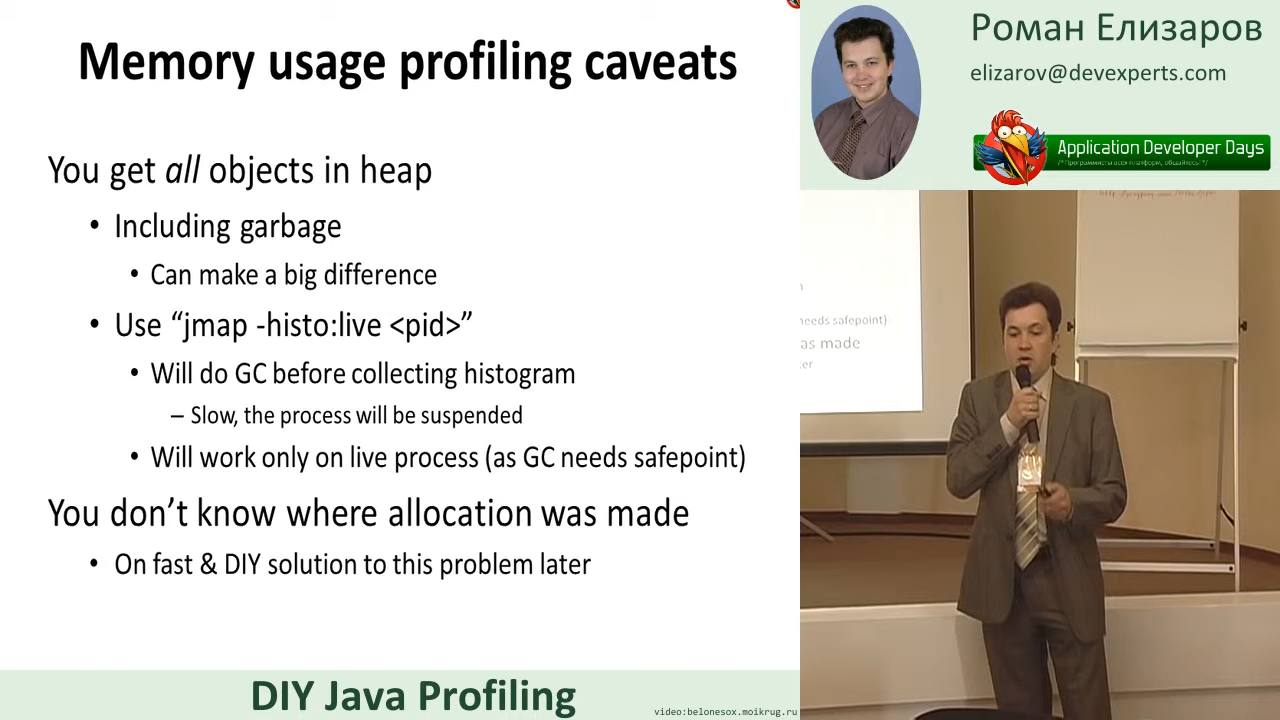 Memory usage profiling caveats
You get all objects in heap
• Including garbage
• Can make a big difference
• Use “jmap -histo:live <pid>”
• Will do GC before collecting histogram
– Slow, the process will be suspended
• Will work only on live process (as GC needs safepoint)
You don’t know where allocation was made
• On fast & DIY solution to this problem later
DIY Java Profiling
video:belonesox.moikrug.ru
Роман Елизаров
elizarov@devexperts.com
Application Developer Days
/* Программисты всех платформ, общайтесь! */
needs safepoint)
as made